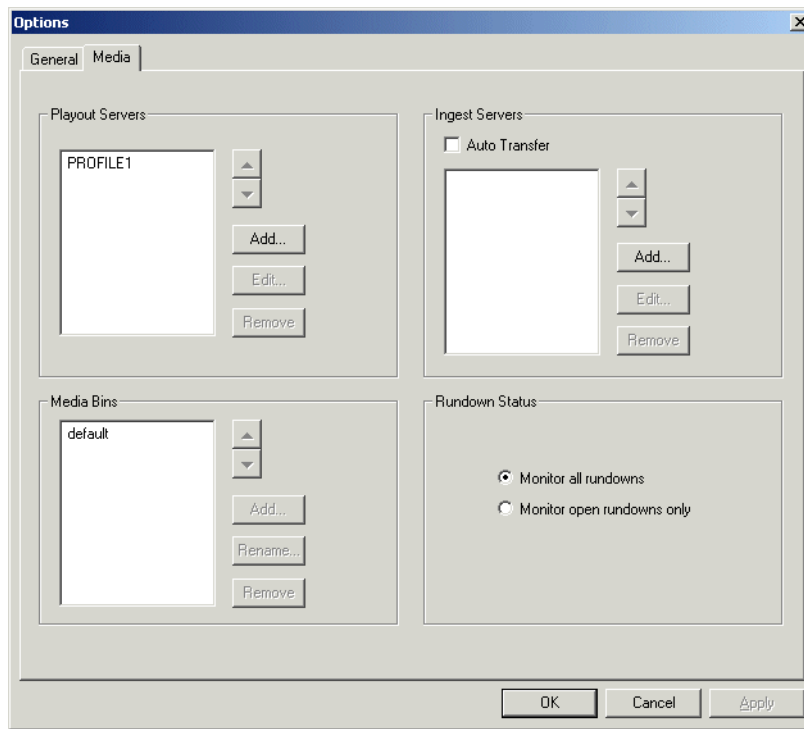 Options
General
Media
Playout Servers
PROFILE1
Add...
Edit...
Remove
Ingest Servers
Auto Transfer
Add...
Edit...
Remove
Media Bins
default
Add...
Rename...
Remove
Rundown Status
Monitor all rundowns
Monitor open rundowns only
OK
Cancel
Apply